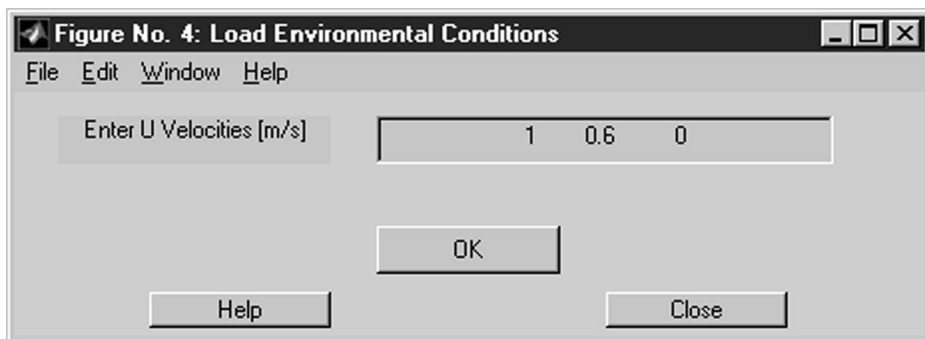 Figure No. 4: Load Environmental Conditions
File Edit Window Help
Enter U Velocities [m/s] 1 0.6 0
OK
Help Close